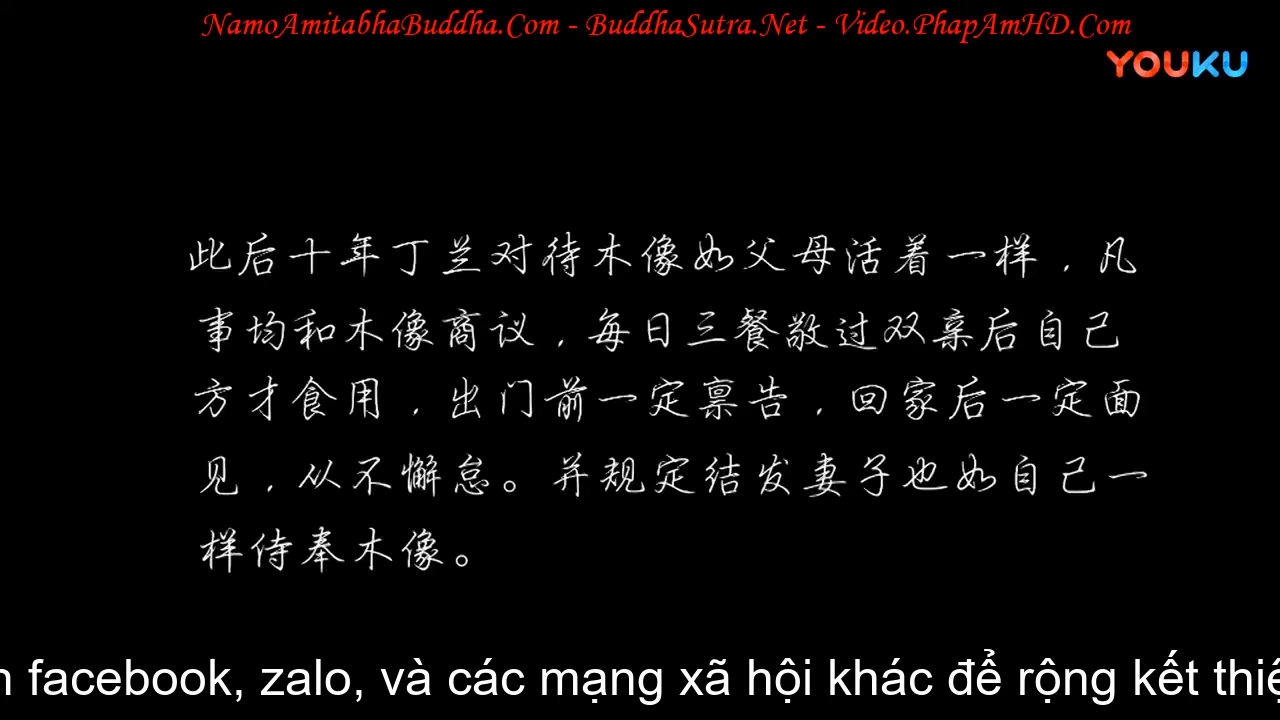 NamoAmitabhaBuddha.Com - BuddhaSutra.Net - Video.PhapAmHD.Com
YOUKU
此后十年丁兰对待木像如父母活着一样，凡
事均和木像商议，每日三餐敬过双亲后自己
方才食用，出门前一定禀告，回家后一定面
见，从不懈怠。并规定结发妻子也如自己一
样侍奉木像。
facebook, zalo, và các mạng xã hội khác để rộng kết